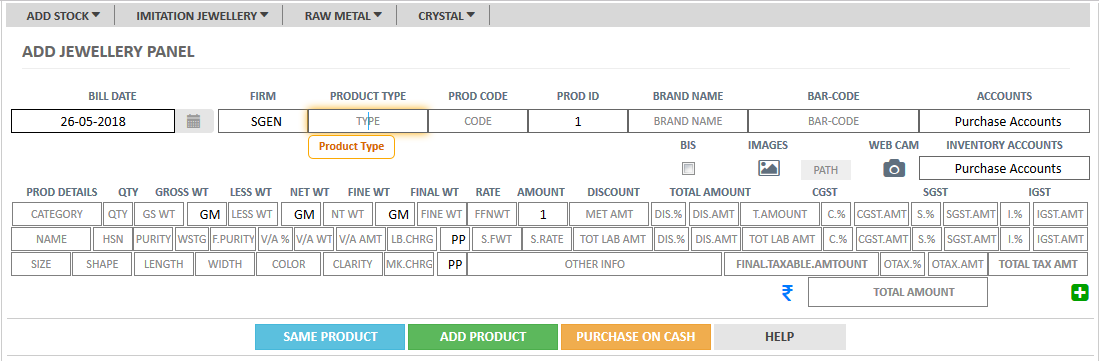 ADD STOCK IMITATION JEWELLERY RAW METAL CRYSTAL
ADD JEWELLERY PANEL
BILL DATE FIRM PRODUCT TYPE PROD CODE PROD ID BRAND NAME BAR-CODE ACCOUNTS
26-05-2018 SGEN TYPE CODE 1 BRAND NAME BAR-CODE Purchase Accounts
Product Type
BIS IMAGES WEB CAM INVENTORY ACCOUNTS
PATH Purchase Accounts
PROD DETAILS QTY GROSS WT LESS WT NET WT FINE WT FINAL WT RATE AMOUNT DISCOUNT TOTAL AMOUNT CGST SGST IGST
CATEGORY QTY GS WT GM LESS WT GM NT WT GM FINE WT FFNWT 1 MET AMT DIS.% DIS.AMT T.AMOUNT C.% CGST.AMT S.% SGST.AMT I.% IGST.AMT
NAME HSN PURITY WSTG F.PURITY V/A % V/A WT V/A AMT LB.CHRG PP S.FWT S.RATE TOT LAB AMT DIS.% DIS.AMT TOT LAB AMT C.% CGST.AMT S.% SGST.AMT I.% IGST.AMT
SIZE SHAPE LENGTH WIDTH COLOR CLARITY MK.CHRG PP OTHER INFO FINAL.TAXABLE.AMTOUNT OTAX.% OTAX.AMT TOTAL TAX AMT
₹ TOTAL AMOUNT
SAME PRODUCT ADD PRODUCT PURCHASE ON CASH HELP